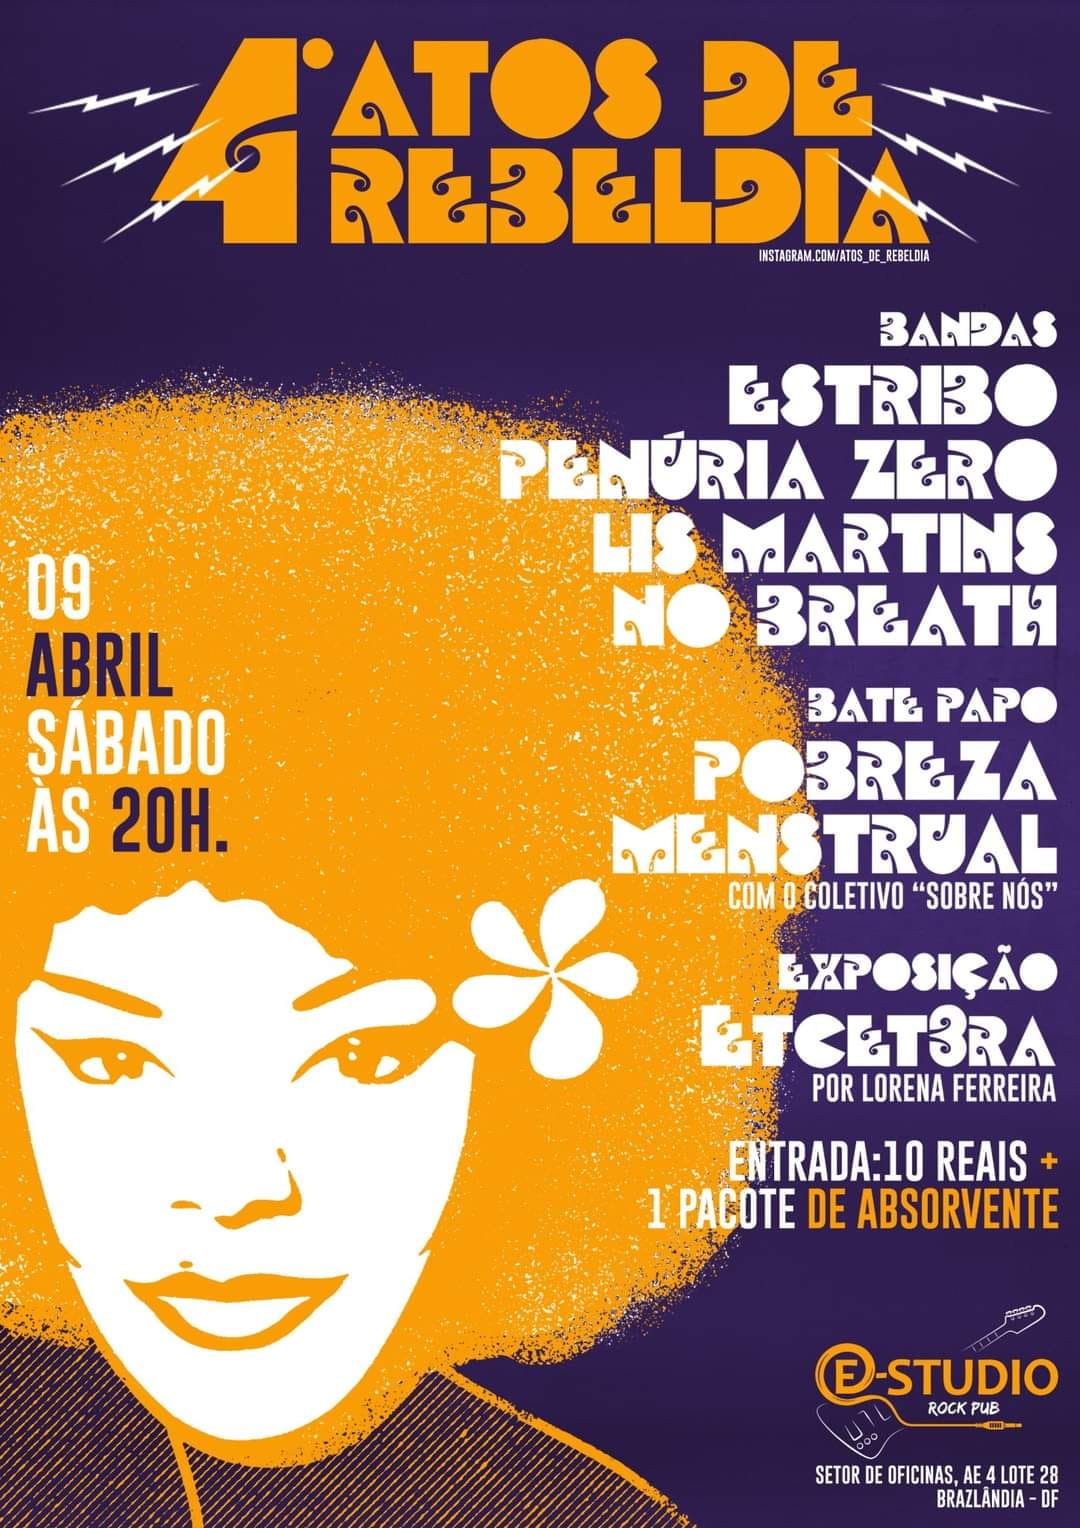 4º ATOS DE
REBELDIA
INSTAGRAM.COM/ATOS_DE_REBELDIA
BANDAS
ESTRIBO
PENÚRIA ZERO
LIS MARTINS
NO BREATH
09
ABRIL
SÁBADO
ÀS 20H.
BATE PAPO
POBREZA
MENSTRUAL
COM O COLETIVO “SOBRE NÓS”
EXPOSIÇÃO
ETCET3RA
POR LORENA FERREIRA
ENTRADA:10 REAIS +
1 PACOTE DE ABSORVENTE
E-STUDIO
ROCK PUB
SETOR DE OFICINAS, AE 4 LOTE 28
BRAZLÂNDIA - DF